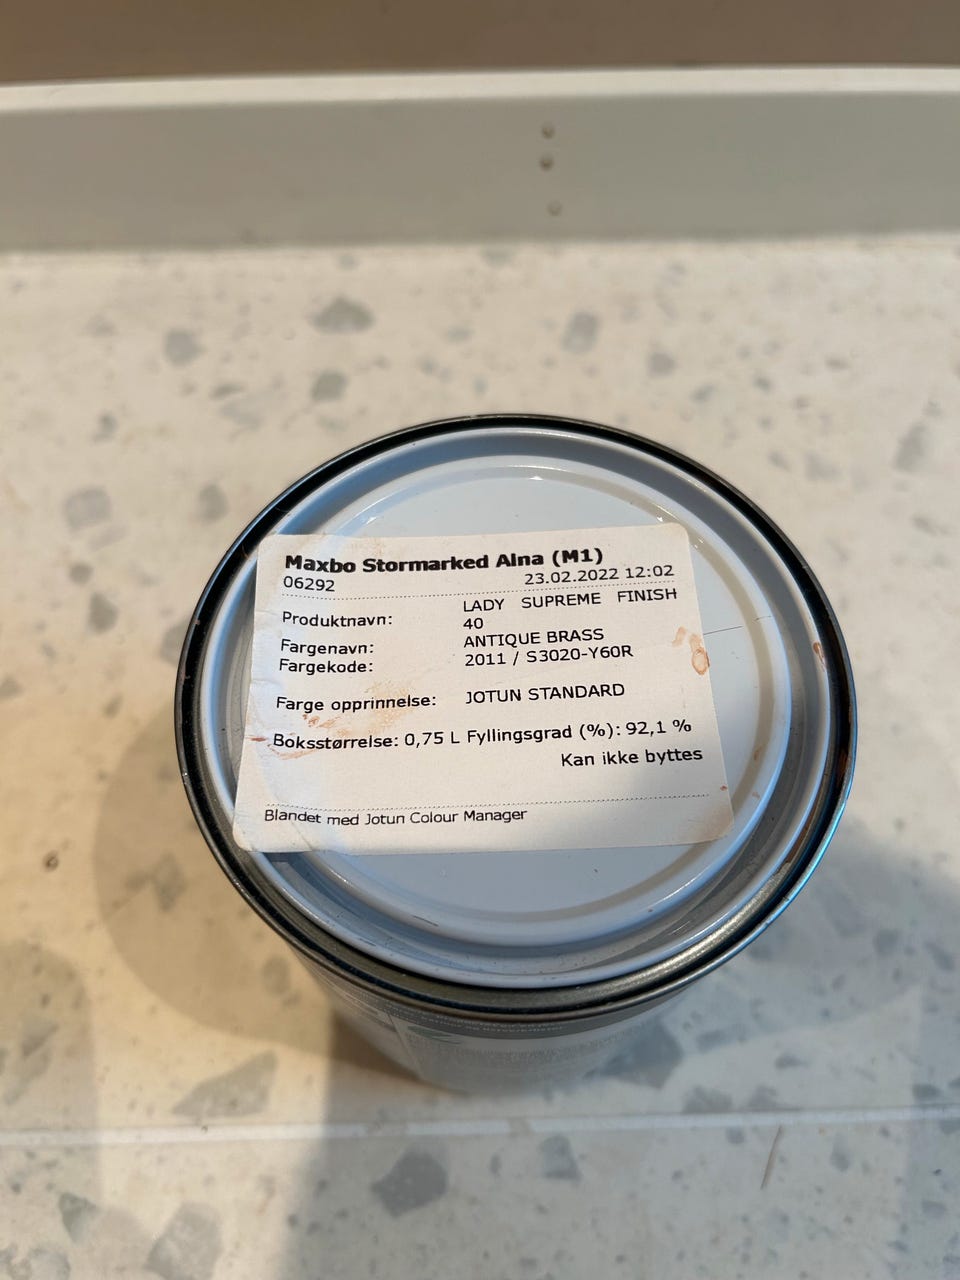 Maxbo Stormarked Alna (M1)
06292 23.02.2022 12:02
Produktnavn: LADY SUPREME FINISH
40
Fargenavn: ANTIQUE BRASS
Fargekode: 2011 / S3020-Y60R
Farge opprinnelse: JOTUN STANDARD
Boksstørrelse: 0,75 L Fyllingsgrad (%): 92,1 %
Kan ikke byttes
Blandet med Jotun Colour Manager